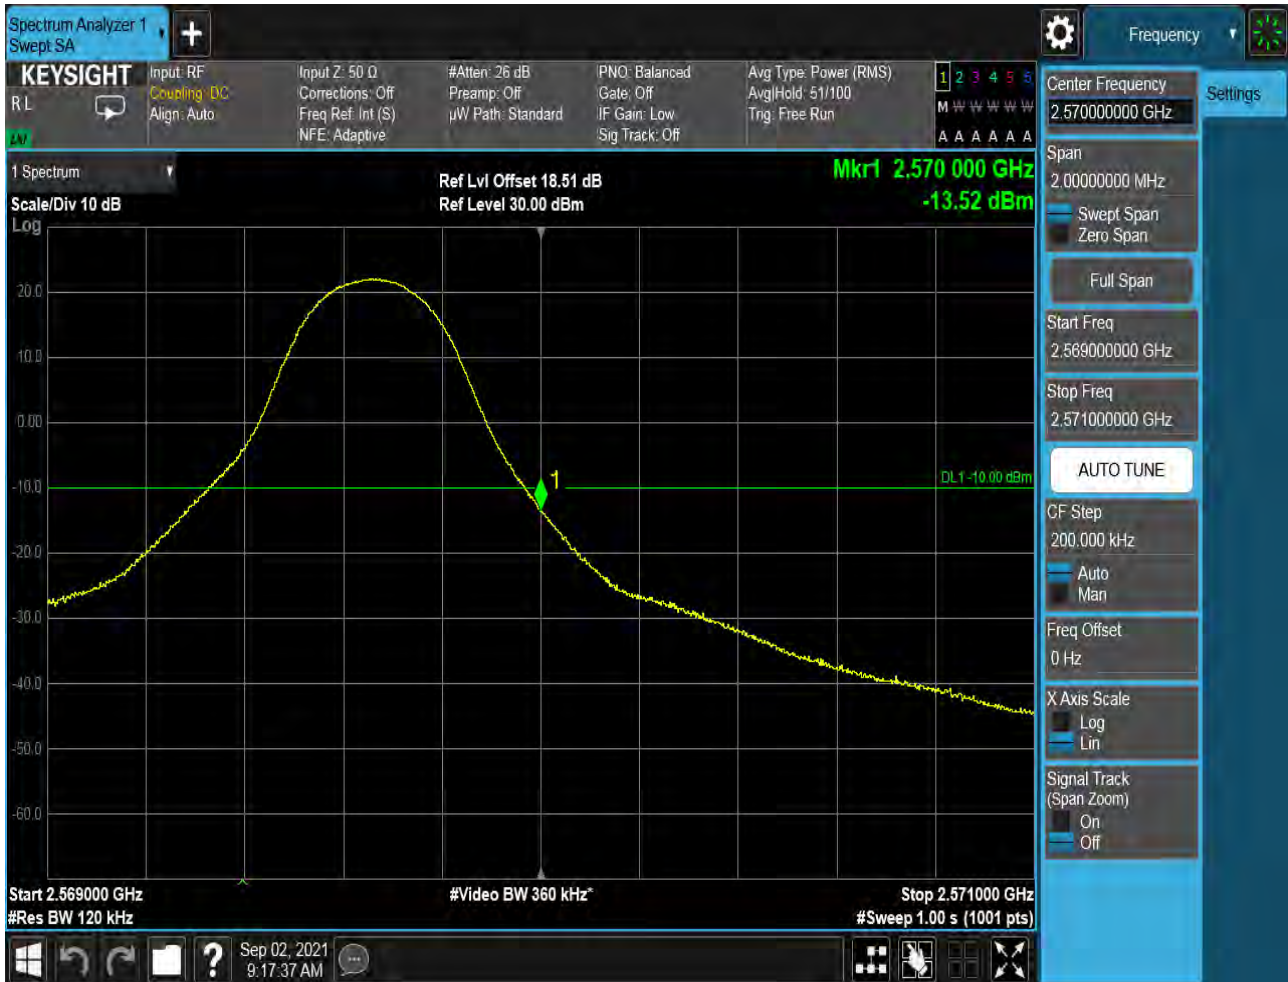 Spectrum Analyzer 1
Swept SA
+
Frequency
KEYSIGHT
R L
LNI
Input: RF
Coupling: DC
Align: Auto
Input Z: 50 Ω
Corrections: Off
Freq Ref: Int (S)
NFE: Adaptive
#Atten: 26 dB
Preamp: Off
µW Path: Standard
PNO: Balanced
Gate: Off
IF Gain: Low
Sig Track: Off
Avg Type: Power (RMS)
Avg|Hold: 51/100
Trig: Free Run
1 2 3 4 5 6
M W W W W W
A A A A A A
1 Spectrum
Scale/Div 10 dB
Log
Ref Lvl Offset 18.51 dB
Ref Level 30.00 dBm
Mkr1 2.570 000 GHz
-13.52 dBm
20.0
10.0
0.00
-10.0
-20.0
-30.0
-40.0
-50.0
-60.0
1
DL1 -10.00 dBm
Start 2.569000 GHz
#Res BW 120 kHz
#Video BW 360 kHz*
Stop 2.571000 GHz
#Sweep 1.00 s (1001 pts)
?
Sep 02, 2021
9:17:37 AM
Center Frequency
2.570000000 GHz
Settings
Span
2.00000000 MHz
Swept Span
Zero Span
Full Span
Start Freq
2.569000000 GHz
Stop Freq
2.571000000 GHz
AUTO TUNE
CF Step
200.000 kHz
Auto
Man
Freq Offset
0 Hz
X Axis Scale
Log
Lin
Signal Track
(Span Zoom)
On
Off